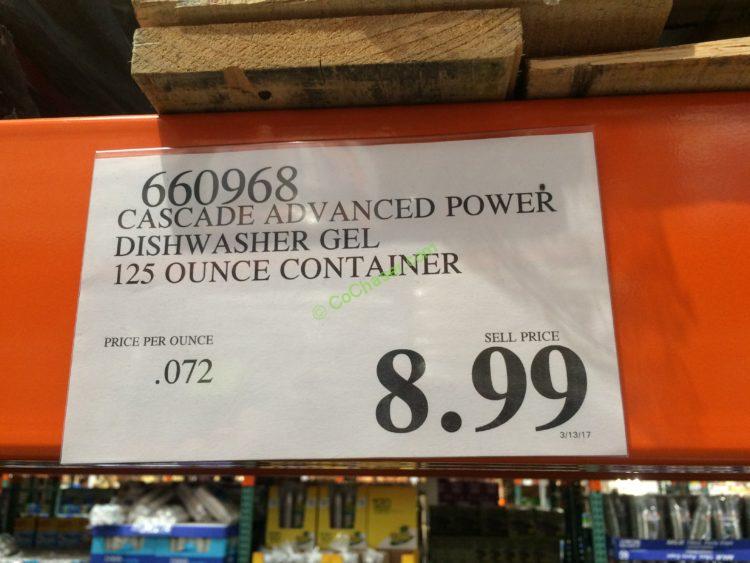 660968
CASCADE ADVANCED POWER
DISHWASHER GEL
125 OUNCE CONTAINER
© CoChaser.com
PRICE PER OUNCE
.072
SELL PRICE
8.99
3/13/17